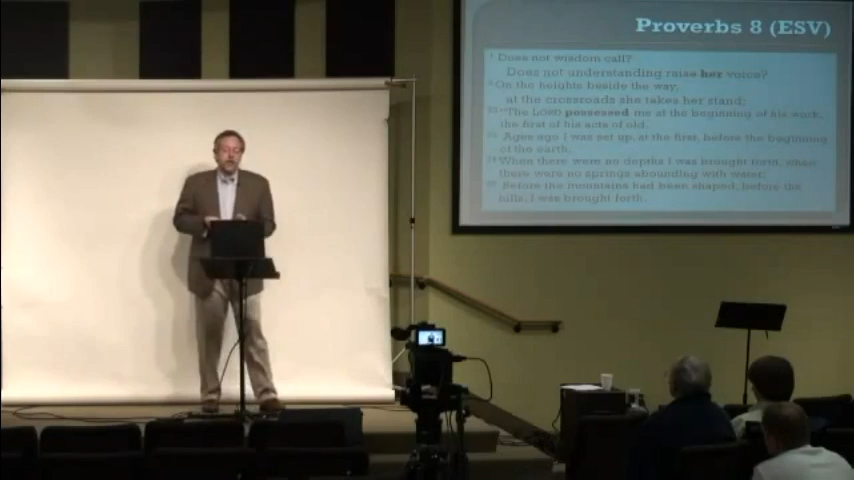 Proverbs 8 (ESV)
1 Does not wisdom call?
Does not understanding raise her voice?
2 On the heights beside the way,
at the crossroads she takes her stand;
22 "The LORD possessed me at the beginning of his work,
the first of his acts of old.
23 Ages ago I was set up, at the first, before the beginning
of the earth.
24 When there were no depths I was brought forth, when
there were no springs abounding with water;
25 Before the mountains had been shaped, before the
hills, I was brought forth.